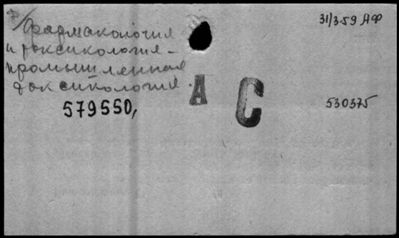 Фармакология
и токсикология -
промышленная
токсикология
31/359 АФ
А С
579550,
530375